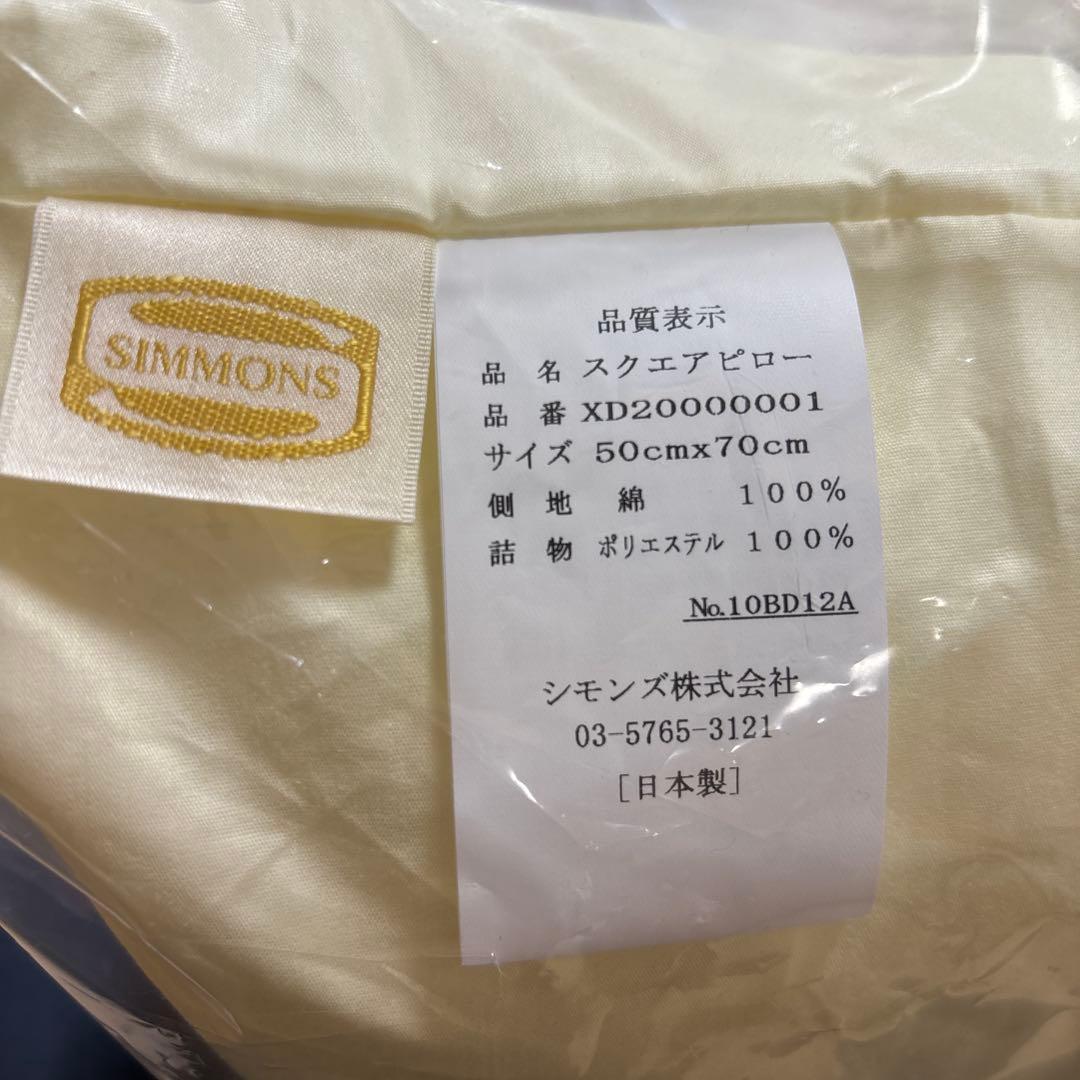 SIMMONS
品質表示
品 名 スクエアピロー
品 番 XD20000001
サイズ 50cmx70cm
側 地 綿 100%
詰 物 ポリエステル 100%
No.10BD12A
シモンズ株式会社
03-5765-3121
[日本製]